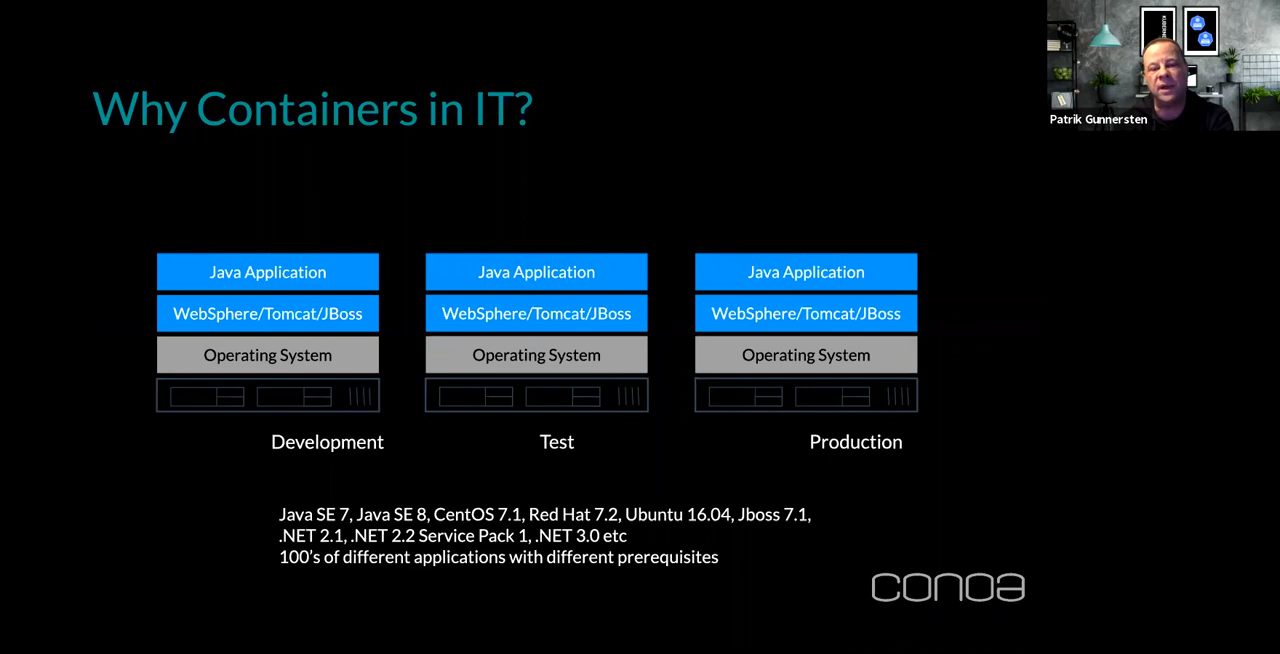 Why Containers in IT?
KUBERNE
Patrik Gunnersten
Java Application
Java Application
Java Application
WebSphere/Tomcat/JBoss
WebSphere/Tomcat/JBoss
WebSphere/Tomcat/JBoss
Operating System
Operating System
Operating System
Development
Test
Production
Java SE 7, Java SE 8, CentOS 7.1, Red Hat 7.2, Ubuntu 16.04, Jboss 7.1,
.NET 2.1, .NET 2.2 Service Pack 1, .NET 3.0 etc
100's of different applications with different prerequisites
conoa